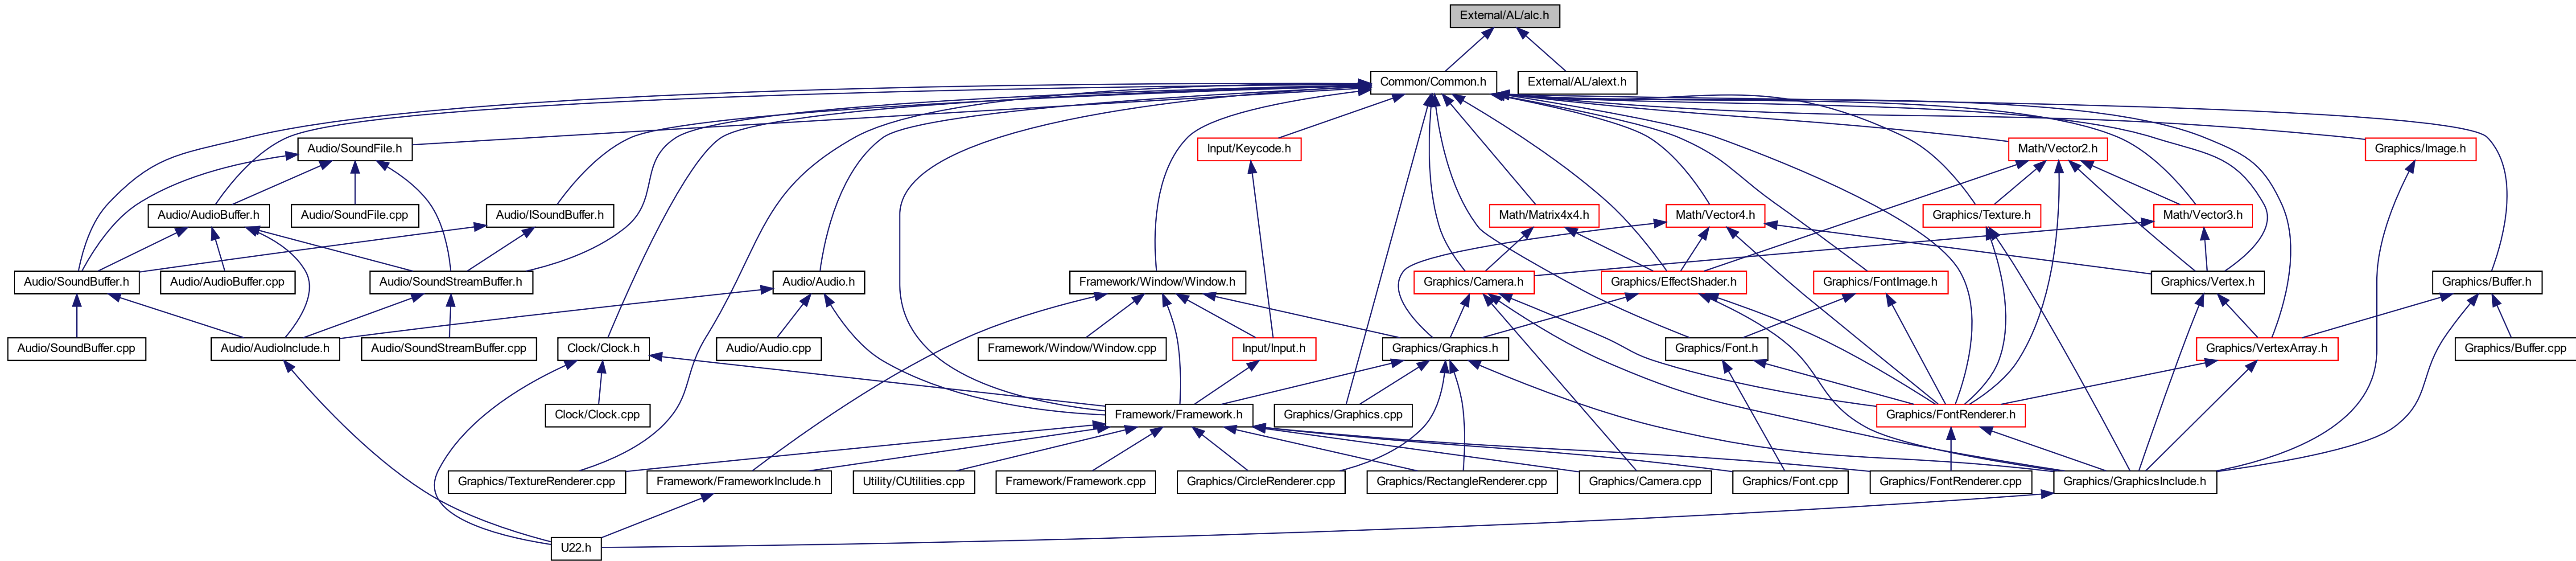 External/AL/alc.h
Common/Common.h
External/AL/alext.h
Audio/SoundFile.h
Input/Keycode.h
Math/Vector2.h
Graphics/Image.h
Audio/AudioBuffer.h
Audio/SoundFile.cpp
Audio/ISoundBuffer.h
Math/Matrix4x4.h
Math/Vector4.h
Graphics/Texture.h
Math/Vector3.h
Audio/SoundBuffer.h
Audio/AudioBuffer.cpp
Audio/SoundStreamBuffer.h
Audio/Audio.h
Framework/Window/Window.h
Graphics/Camera.h
Graphics/EffectShader.h
Graphics/FontImage.h
Graphics/Vertex.h
Graphics/Buffer.h
Audio/SoundBuffer.cpp
Audio/AudioInclude.h
Audio/SoundStreamBuffer.cpp
Clock/Clock.h
Audio/Audio.cpp
Framework/Window/Window.cpp
Input/Input.h
Graphics/Graphics.h
Graphics/Font.h
Graphics/VertexArray.h
Graphics/Buffer.cpp
Clock/Clock.cpp
Framework/Framework.h
Graphics/Graphics.cpp
Graphics/FontRenderer.h
Graphics/TextureRenderer.cpp
Framework/FrameworkInclude.h
Utility/CUtilities.cpp
Framework/Framework.cpp
Graphics/CircleRenderer.cpp
Graphics/RectangleRenderer.cpp
Graphics/Camera.cpp
Graphics/Font.cpp
Graphics/FontRenderer.cpp
Graphics/GraphicsInclude.h
U22.h